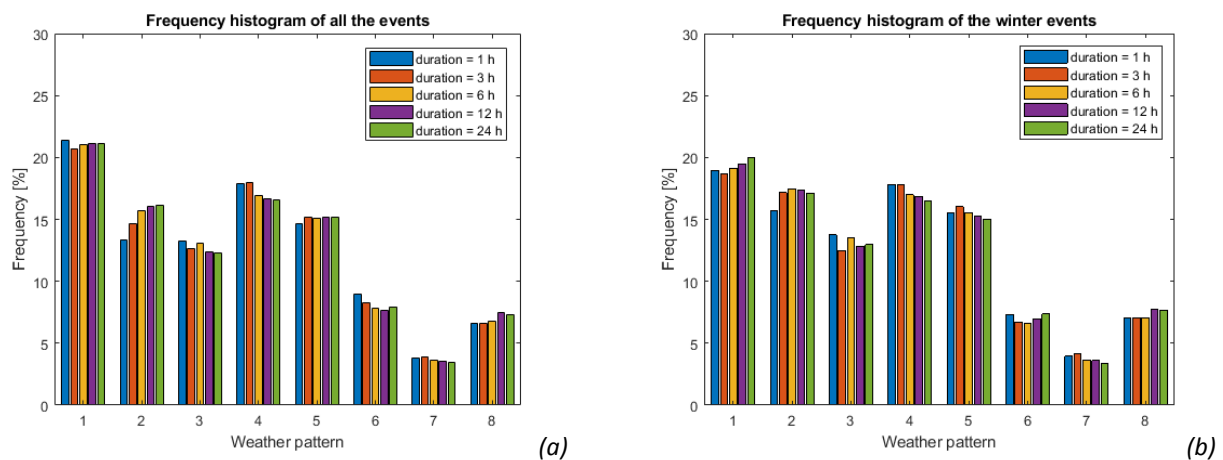 Frequency histogram of all the events
30
25
20
15
10
5
0
Frequency [%]
duration = 1 h
duration = 3 h
duration = 6 h
duration = 12 h
duration = 24 h
1 2 3 4 5 6 7 8
Weather pattern
(a)
Frequency histogram of the winter events
30
25
20
15
10
5
0
Frequency [%]
duration = 1 h
duration = 3 h
duration = 6 h
duration = 12 h
duration = 24 h
1 2 3 4 5 6 7 8
Weather pattern
(b)